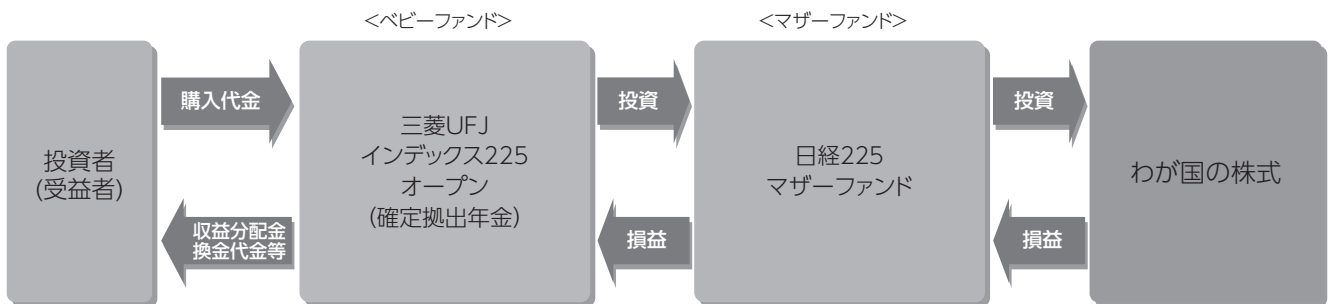 <ベビーファンド>
<マザーファンド>
投資者
(受益者)
購入代金
収益分配金
換金代金等
三菱UFJ
インデックス225
オープン
(確定拠出年金)
投資
損益
日経225
マザーファンド
投資
損益
わが国の株式